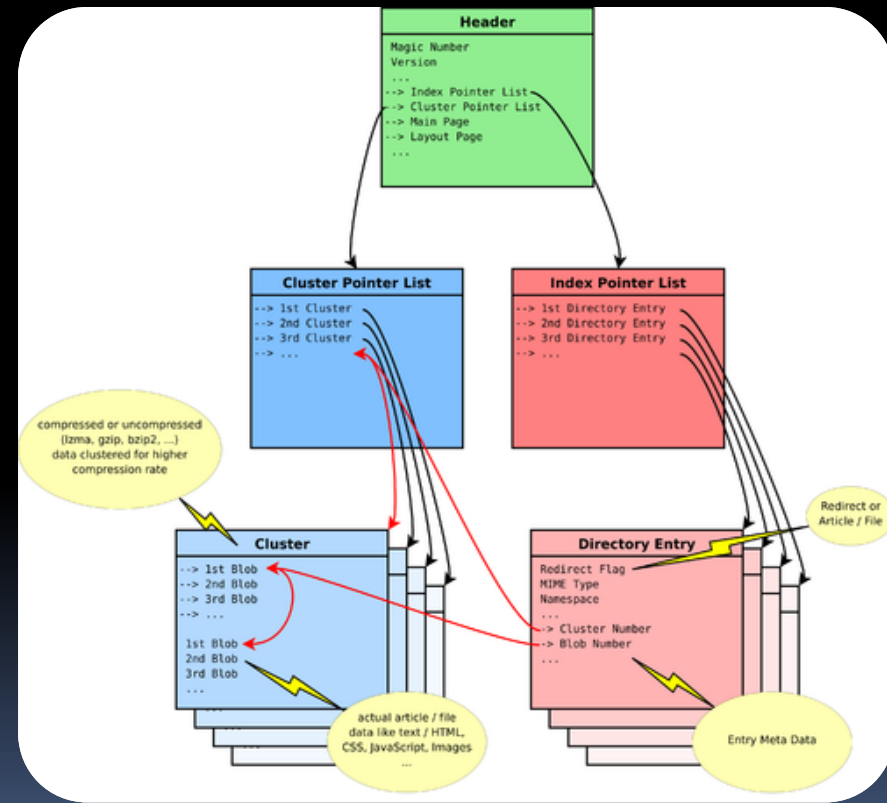 Header
Magic Number
Version
...
--> Index Pointer List
--> Cluster Pointer List
--> Main Page
--> Layout Page
...
Cluster Pointer List
--> 1st Cluster
--> 2nd Cluster
--> 3rd Cluster
--> ...
Index Pointer List
--> 1st Directory Entry
--> 2nd Directory Entry
--> 3rd Directory Entry
--> ...
compressed or uncompressed
(lzma, gzip, bzip2, ...)
data clustered for higher
compression rate
Cluster
--> 1st Blob
--> 2nd Blob
--> 3rd Blob
--> ...
1st Blob
2nd Blob
3rd Blob
...
...
...
...
actual article / file
data like text / HTML,
CSS, JavaScript, Images
...
Redirect or
Article / File
Directory Entry
Redirect Flag
MIME Type
Namespace
...
--> Cluster Number
--> Blob Number
...
Entry Meta Data